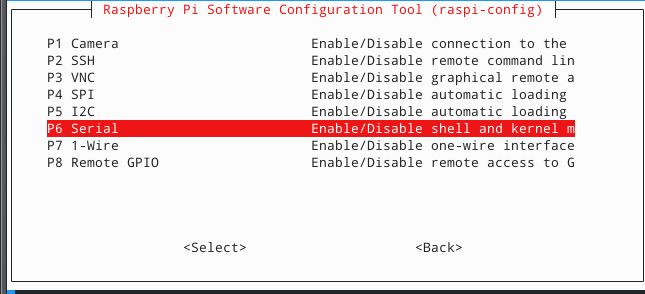 Raspberry Pi Software Configuration Tool (raspi-config)
P1 Camera Enable/Disable connection to the
P2 SSH Enable/Disable remote command lin
P3 VNC Enable/Disable graphical remote a
P4 SPI Enable/Disable automatic loading
P5 I2C Enable/Disable automatic loading
P6 Serial Enable/Disable shell and kernel m
P7 1-Wire Enable/Disable one-wire interface
P8 Remote GPIO Enable/Disable remote access to G
<Select> <Back>